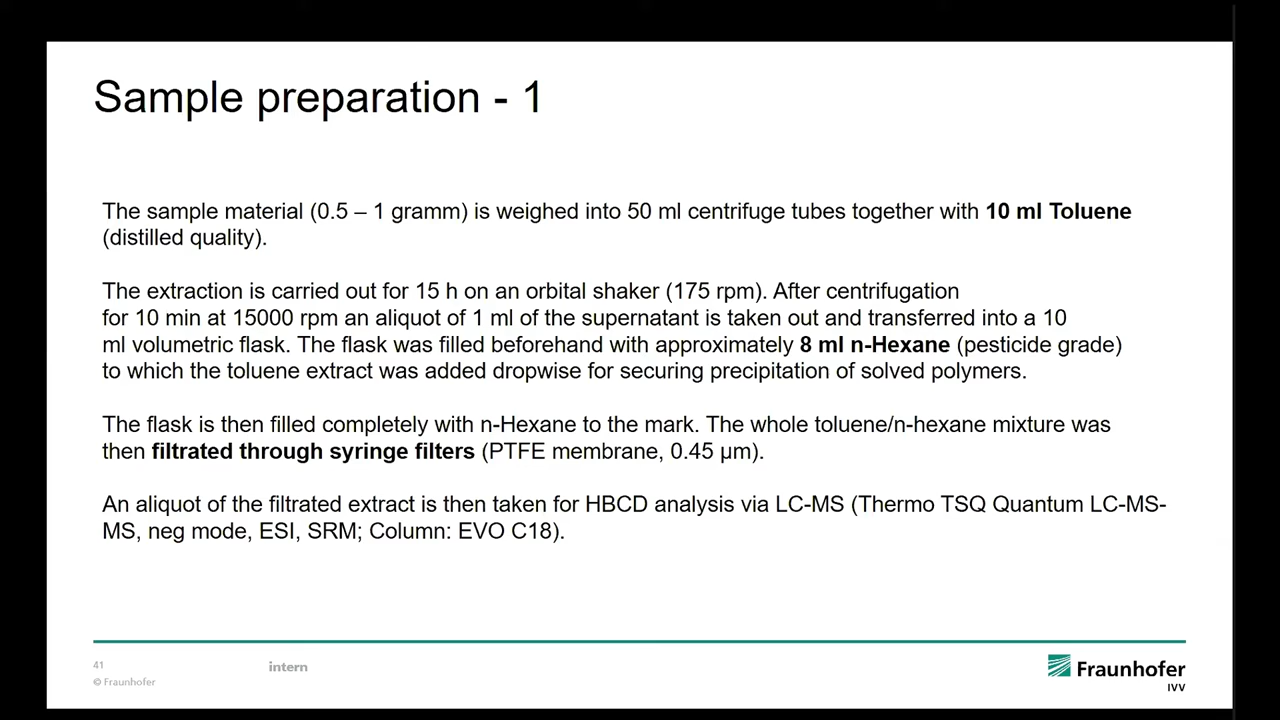 Sample preparation - 1
The sample material (0.5 – 1 gramm) is weighed into 50 ml centrifuge tubes together with 10 ml Toluene
(distilled quality).
The extraction is carried out for 15 h on an orbital shaker (175 rpm). After centrifugation
for 10 min at 15000 rpm an aliquot of 1 ml of the supernatant is taken out and transferred into a 10
ml volumetric flask. The flask was filled beforehand with approximately 8 ml n-Hexane (pesticide grade)
to which the toluene extract was added dropwise for securing precipitation of solved polymers.
The flask is then filled completely with n-Hexane to the mark. The whole toluene/n-hexane mixture was
then filtrated through syringe filters (PTFE membrane, 0.45 µm).
An aliquot of the filtrated extract is then taken for HBCD analysis via LC-MS (Thermo TSQ Quantum LC-MS-
MS, neg mode, ESI, SRM; Column: EVO C18).
41
intern
© Fraunhofer
Fraunhofer
IVV